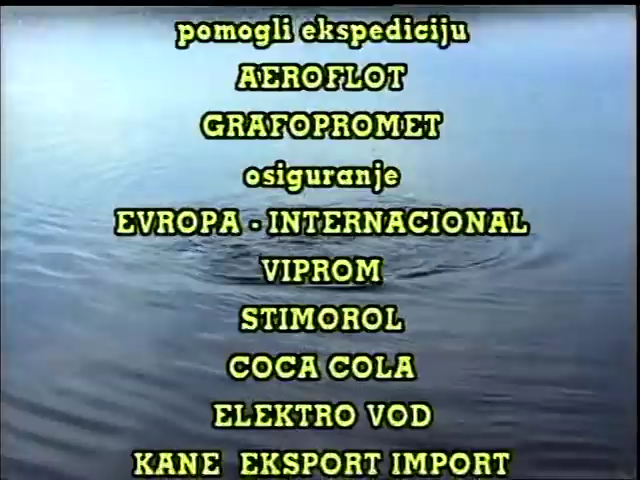 pomogli ekspediciju
AEROFLOT
GRAFOPROMET
osiguranje
EVROPA - INTERNACIONAL
VIPROM
STIMOROL
COCA COLA
ELEKTRO VOD
KANE EKSPORT IMPORT